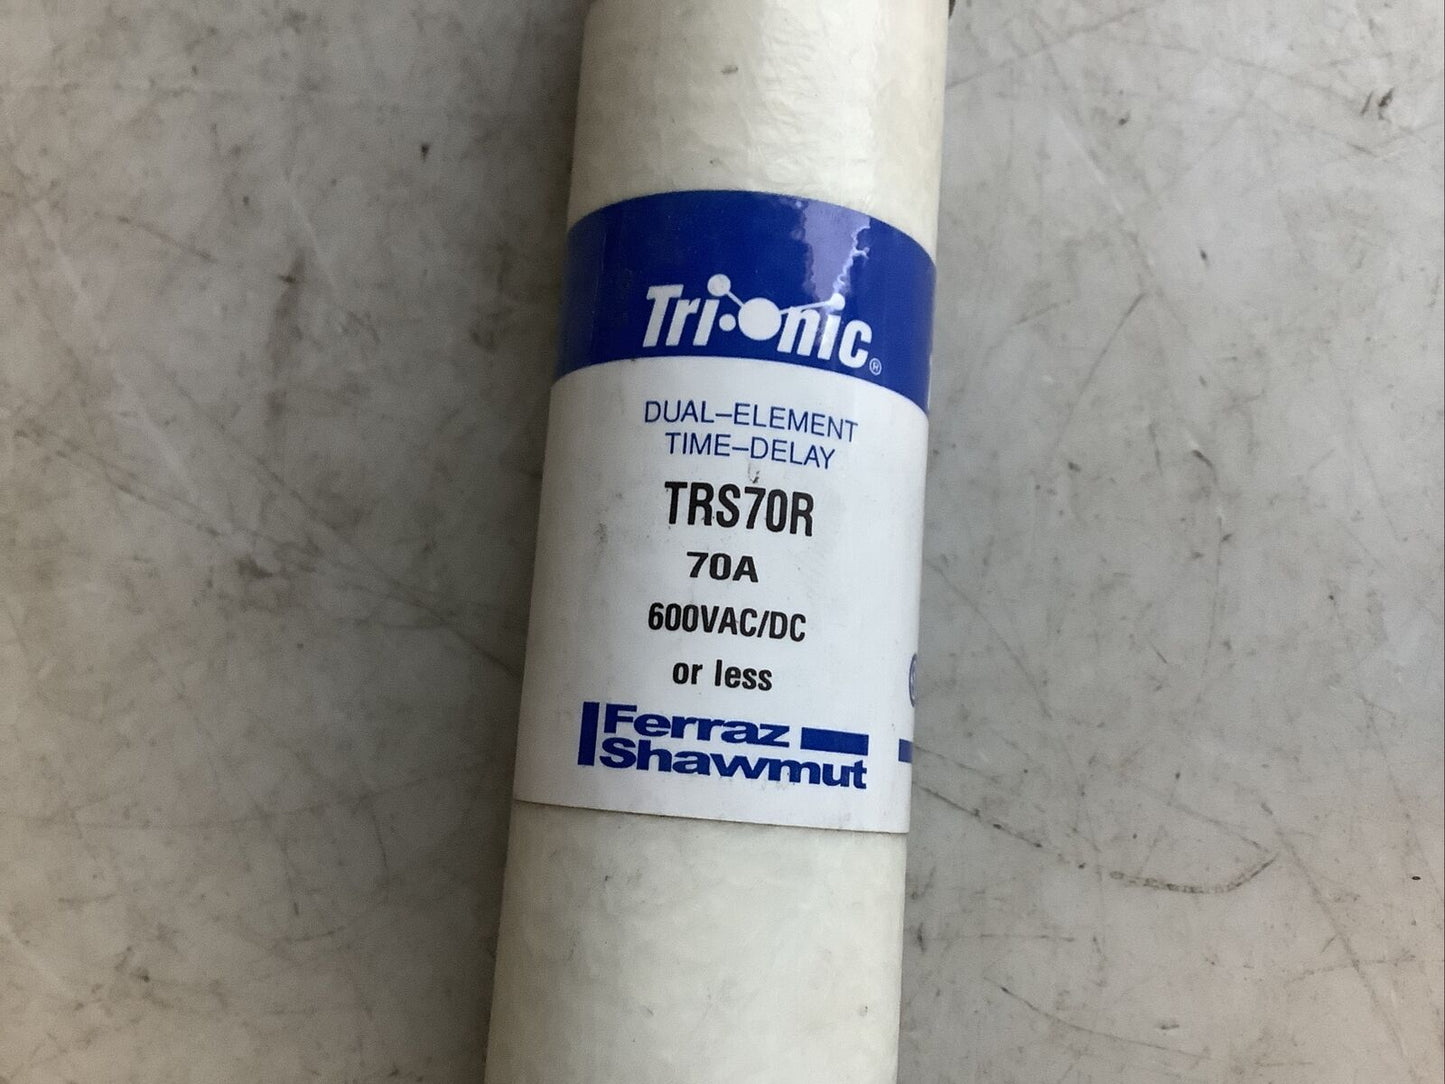 Tri-onic®
DUAL-ELEMENT
TIME-DELAY
TRS70R
70A
600VAC/DC
or less
Ferraz
Shawmut